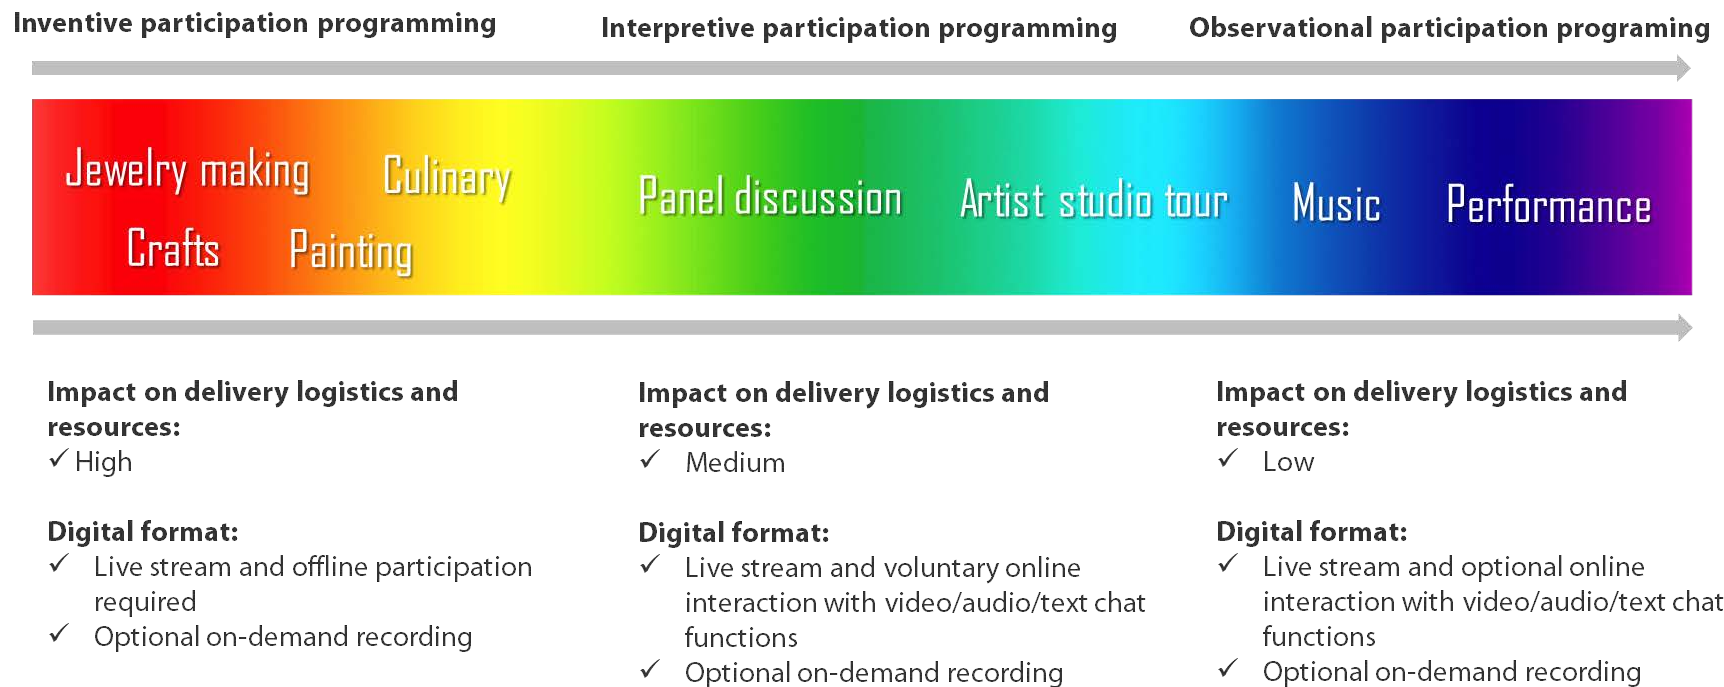 Inventive participation programming
Interpretive participation programming
Observational participation programing
Jewelry making
Culinary
Crafts
Painting
Panel discussion
Artist studio tour
Music
Performance
Impact on delivery logistics and
resources:
✓ High
Digital format:
✓ Live stream and offline participation
required
✓ Optional on-demand recording
Impact on delivery logistics and
resources:
✓ Medium
Digital format:
✓ Live stream and voluntary online
interaction with video/audio/text chat
functions
✓ Optional on-demand recording
Impact on delivery logistics and
resources:
✓ Low
Digital format:
✓ Live stream and optional online
interaction with video/audio/text chat
functions
✓ Optional on-demand recording